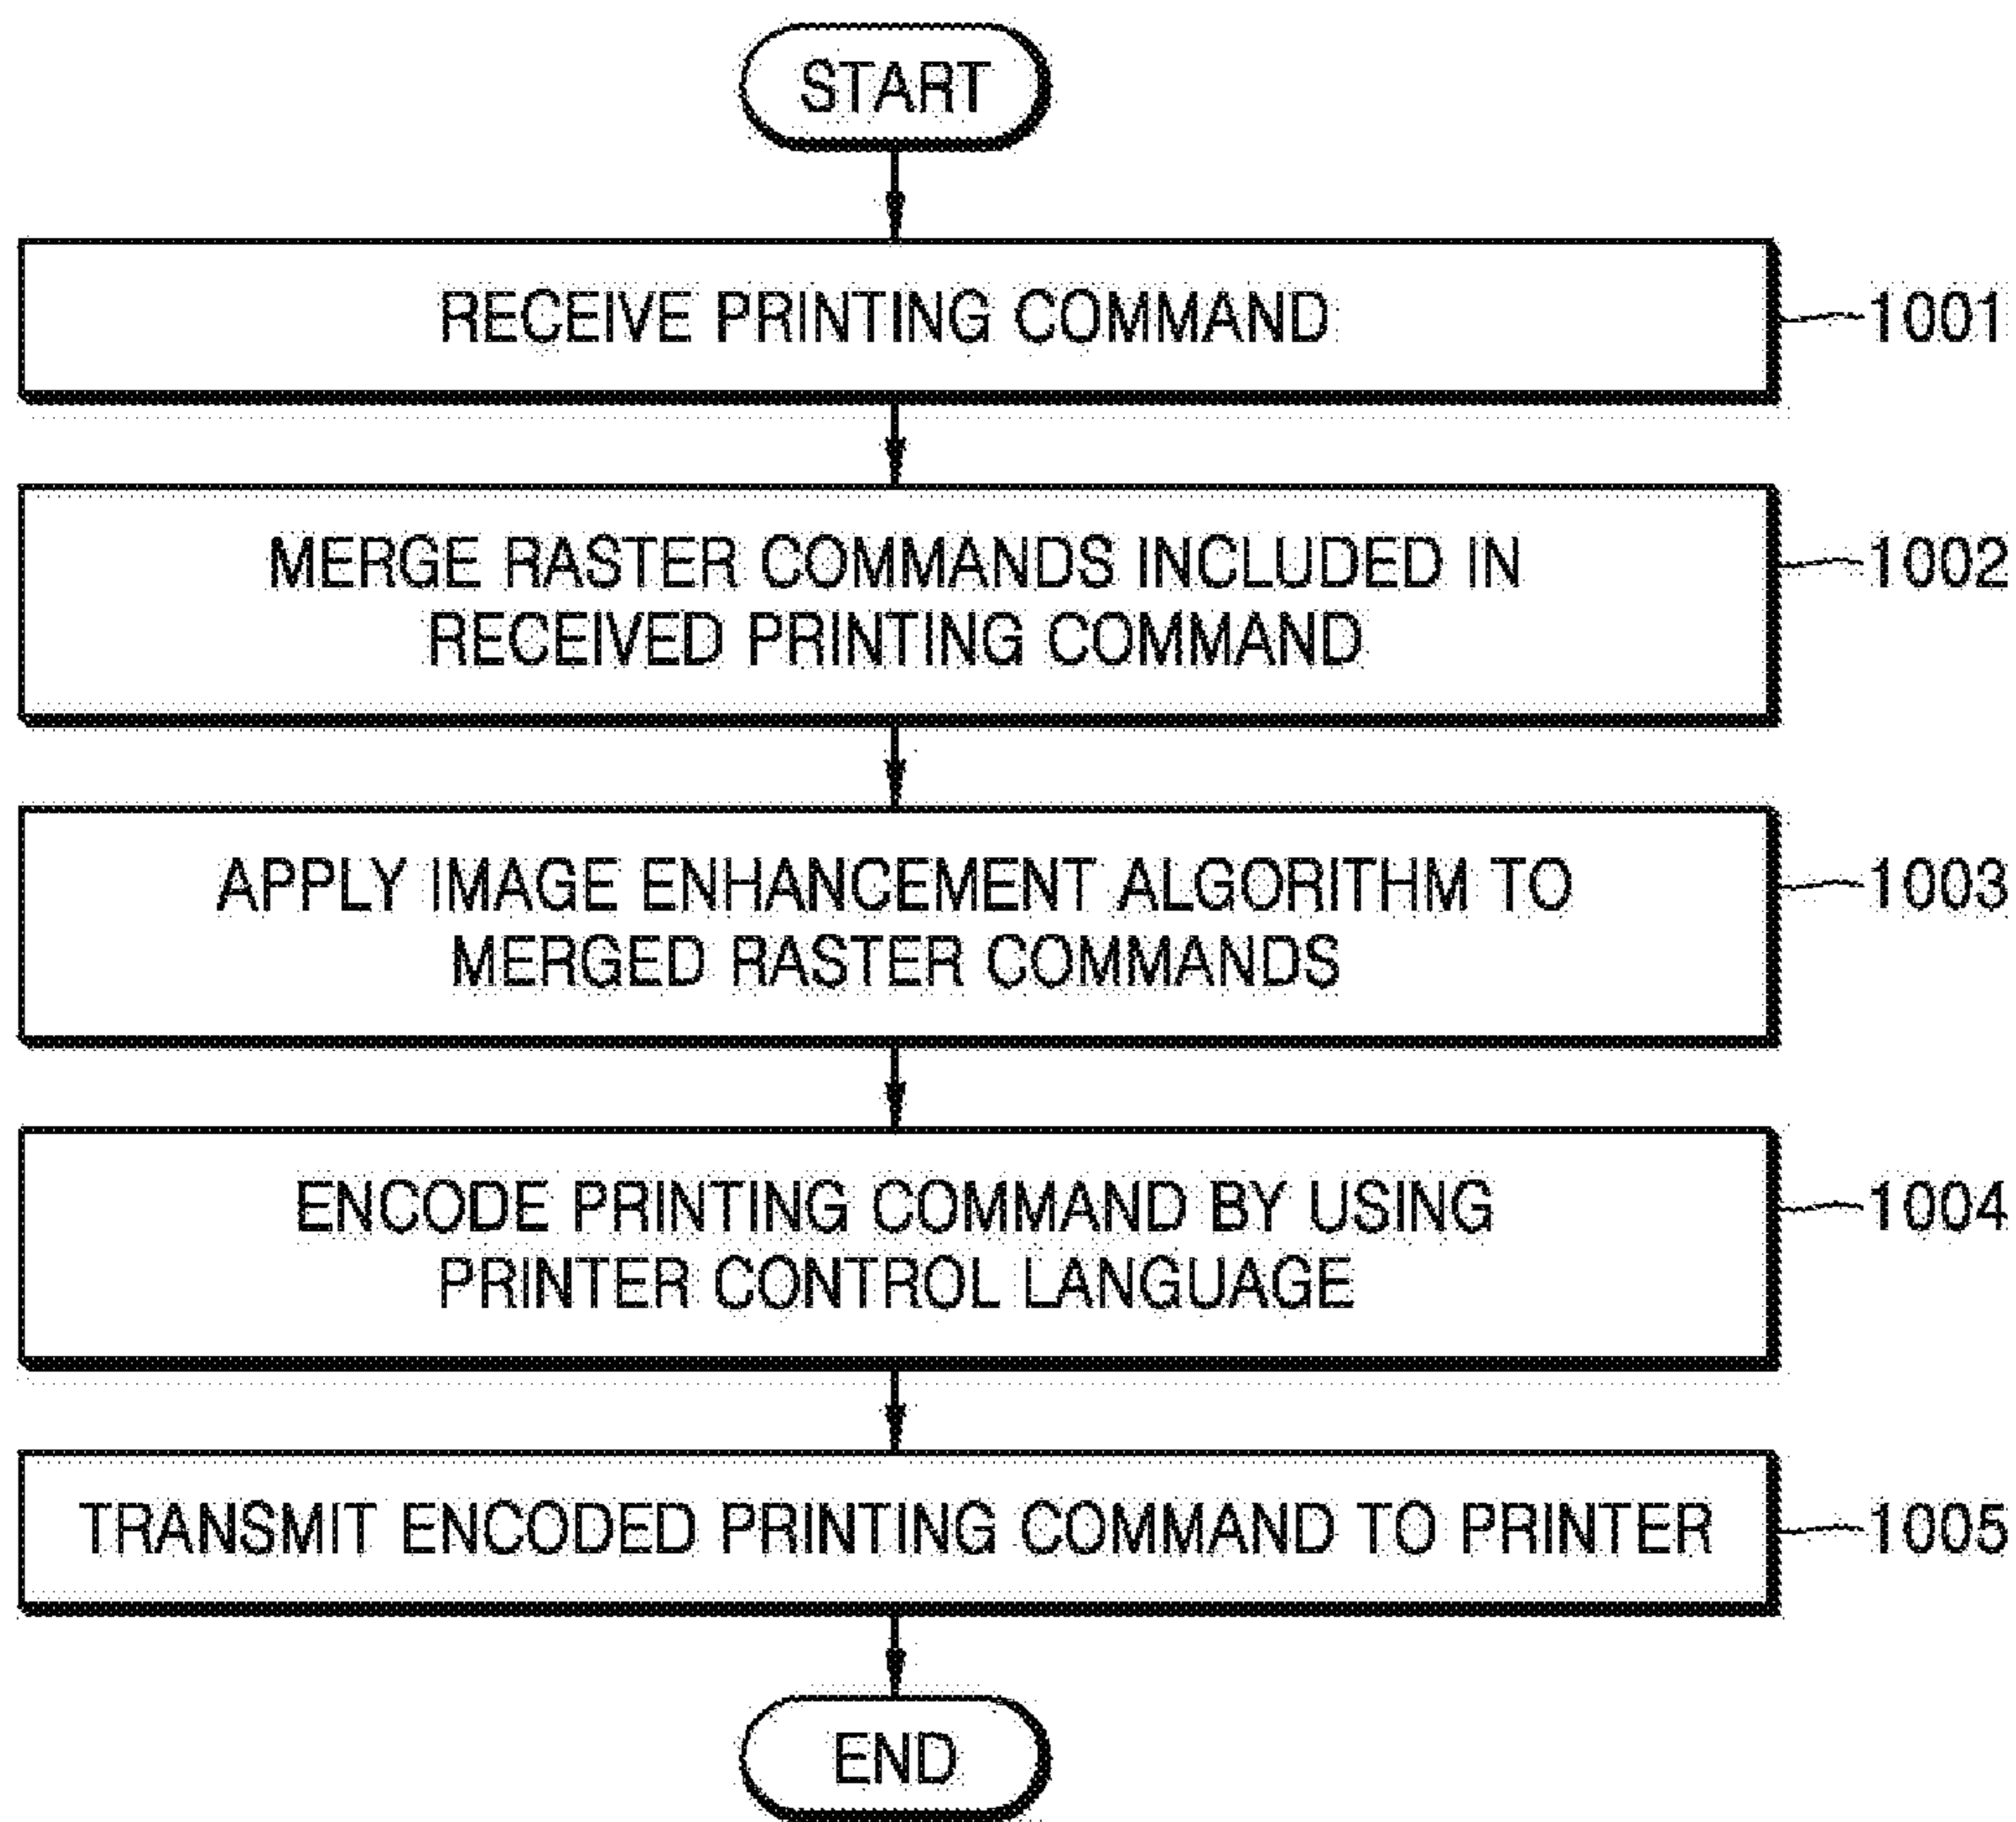 START
RECEIVE PRINTING COMMAND
1001
MERGE RASTER COMMANDS INCLUDED IN
RECEIVED PRINTING COMMAND
1002
APPLY IMAGE ENHANCEMENT ALGORITHM TO
MERGED RASTER COMMANDS
1003
ENCODE PRINTING COMMAND BY USING
PRINTER CONTROL LANGUAGE
1004
TRANSMIT ENCODED PRINTING COMMAND TO PRINTER
1005
END